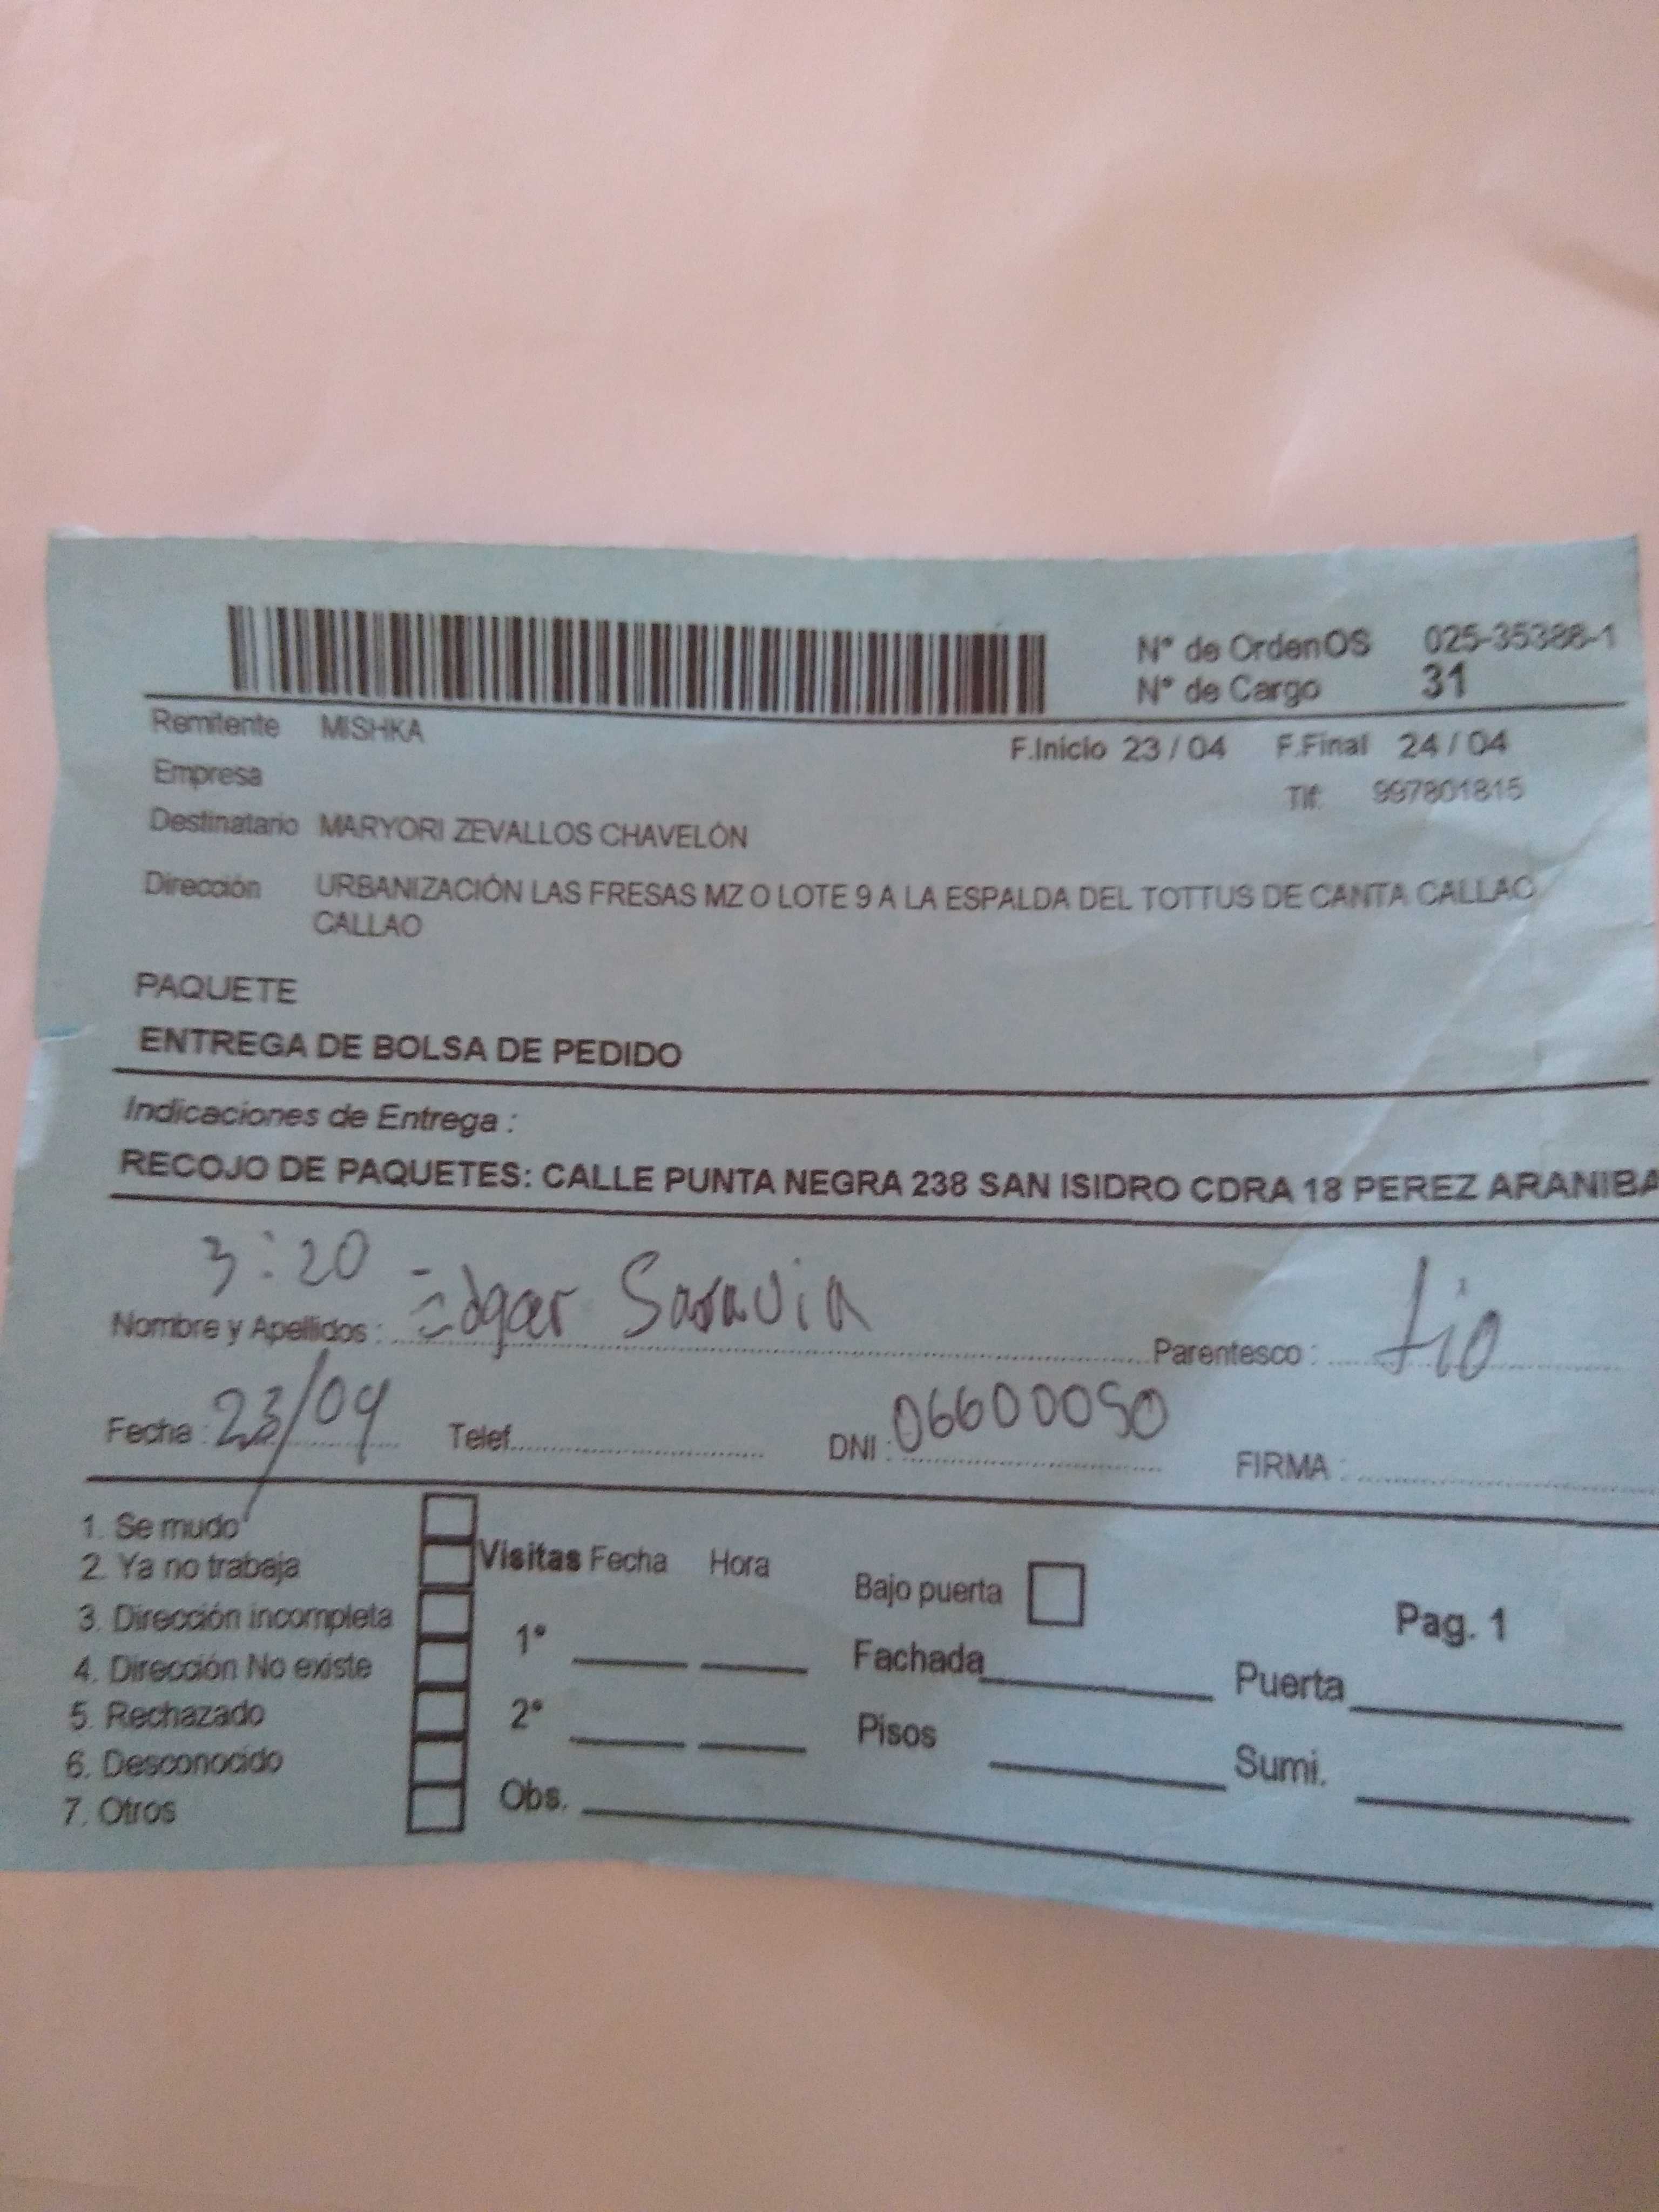 N° de OrdenOS 025-35388-1
N° de Cargo 31
Remitente MISHKA
F.Inicio 23 / 04 F.Final 24 / 04
Empresa
Tlf: 997801815
Destinatario MARYORI ZEVALLOS CHAVELÓN
Dirección URBANIZACIÓN LAS FRESAS MZ O LOTE 9 A LA ESPALDA DEL TOTTUS DE CANTA CALLAO
CALLAO
PAQUETE
ENTREGA DE BOLSA DE PEDIDO
Indicaciones de Entrega :
RECOJO DE PAQUETES: CALLE PUNTA NEGRA 238 SAN ISIDRO CDRA 18 PEREZ ARANIBA
3:20
Nombre y Apellidos : Edgar Saravia Parentesco : tio
Fecha : 23/04 Telef. DNI : 06600050 FIRMA :
1. Se mudo
2. Ya no trabaja
3. Dirección incompleta
4. Dirección No existe
5. Rechazado
6. Desconocido
7. Otros
Visitas Fecha Hora
1°
2°
Obs.
Bajo puerta
Fachada
Pisos
Pag. 1
Puerta
Sumi.